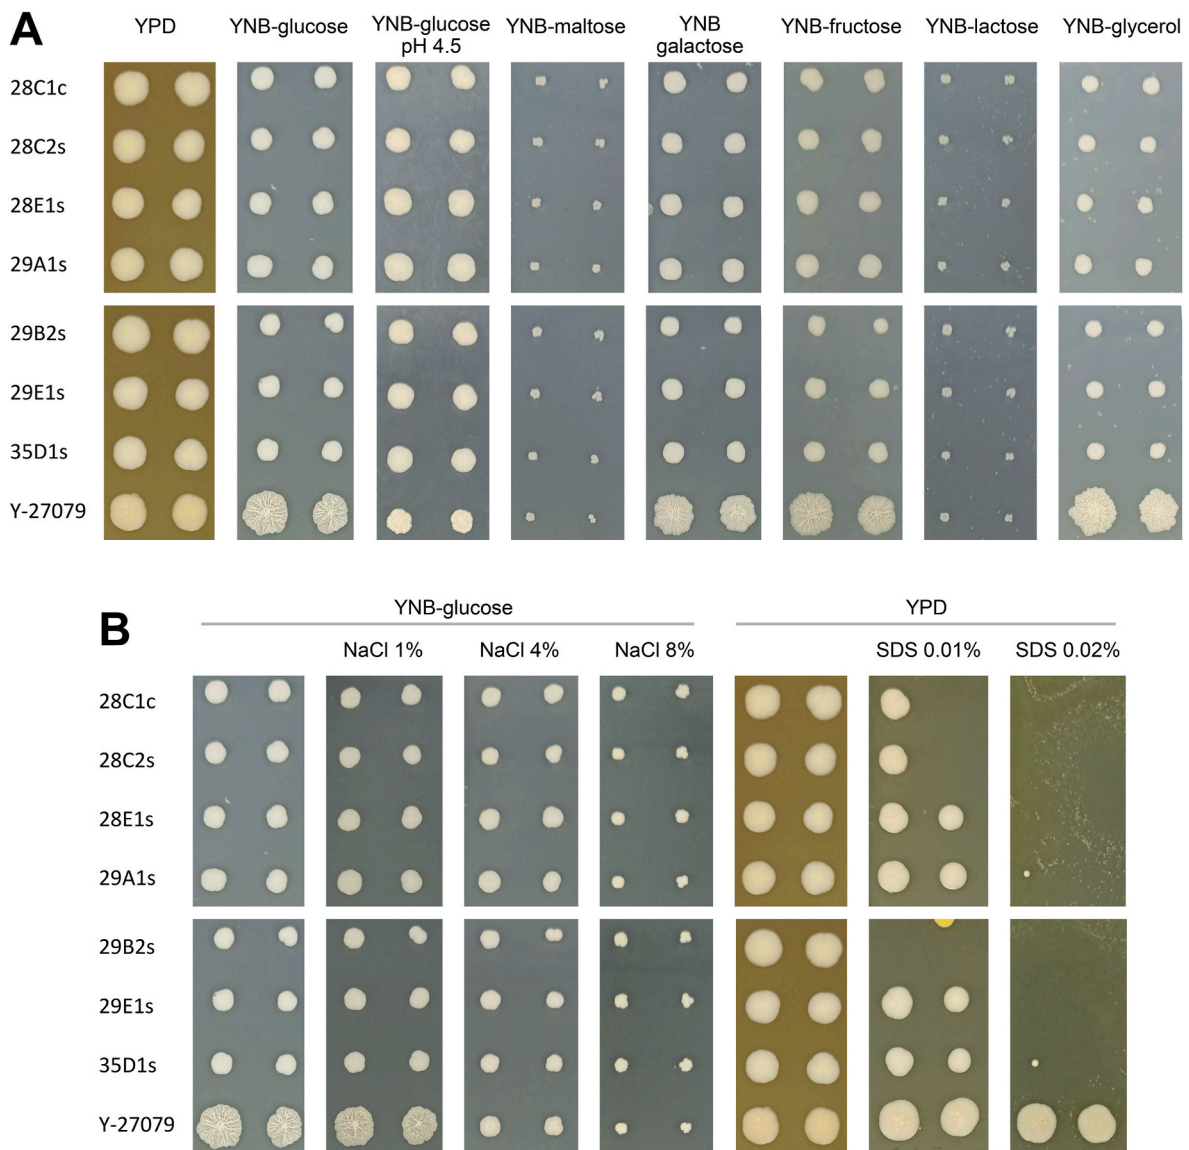 A
YPD
YNB-glucose
YNB-glucose
pH 4.5
YNB-maltose
YNB
galactose
YNB-fructose
YNB-lactose
YNB-glycerol
28C1c
28C2s
28E1s
29A1s
29B2s
29E1s
35D1s
Y-27079
B
YNB-glucose
YPD
NaCl 1%
NaCl 4%
NaCl 8%
SDS 0.01%
SDS 0.02%
28C1c
28C2s
28E1s
29A1s
29B2s
29E1s
35D1s
Y-27079